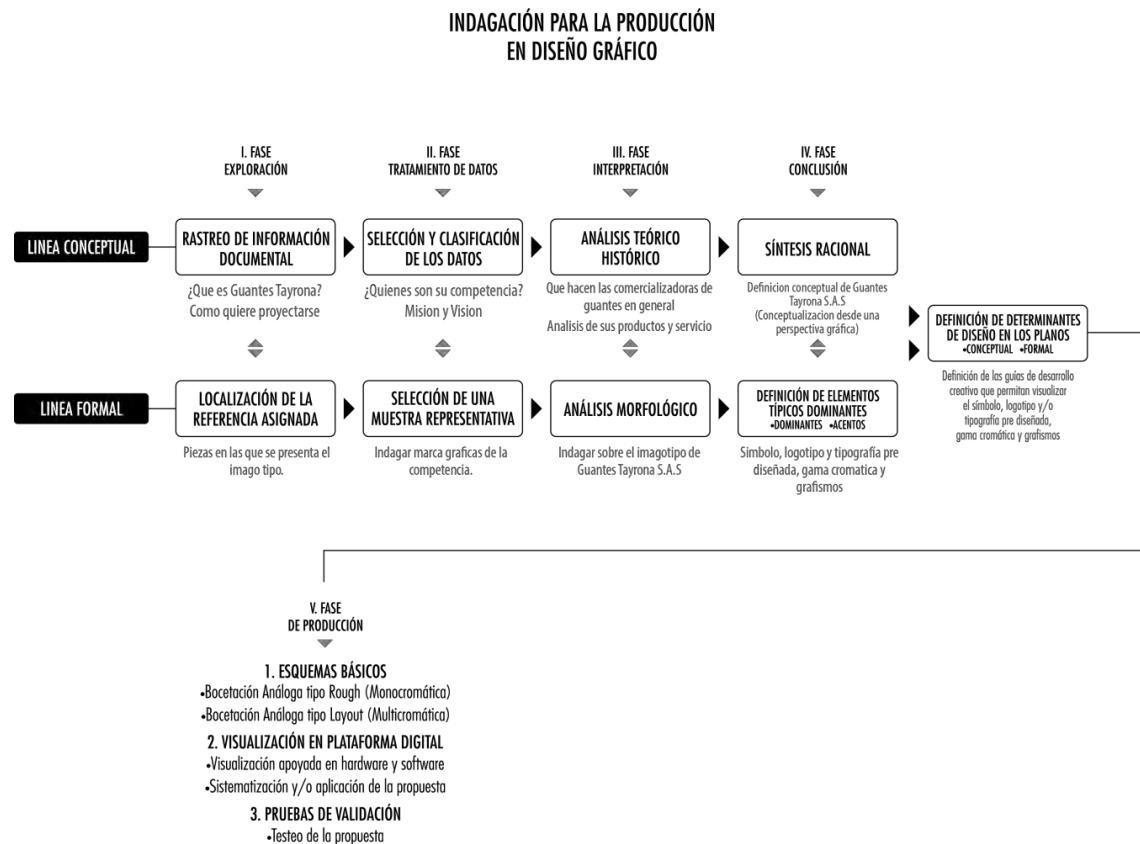 INDAGACIÓN PARA LA PRODUCCIÓN
EN DISEÑO GRÁFICO
I. FASE
EXPLORACIÓN
II. FASE
TRATAMIENTO DE DATOS
III. FASE
INTERPRETACIÓN
IV. FASE
CONCLUSIÓN
LINEA CONCEPTUAL
RASTREO DE INFORMACIÓN
DOCUMENTAL
¿Que es Guantes Tayrona?
Como quiere proyectarse
SELECCIÓN Y CLASIFICACIÓN
DE LOS DATOS
¿Quienes son su competencia?
Mision y Vision
ANÁLISIS TEÓRICO
HISTÓRICO
Que hacen las comercializadoras de
guantes en general
Analisis de sus productos y servicio
SÍNTESIS RACIONAL
Definicion conceptual de Guantes
Tayrona S.A.S
(Conceptualizacion desde una
perspectiva gráfica)
LINEA FORMAL
LOCALIZACIÓN DE LA
REFERENCIA ASIGNADA
Piezas en las que se presenta el
imago tipo.
SELECCIÓN DE UNA
MUESTRA REPRESENTATIVA
Indagar marca graficas de la
competencia.
ANÁLISIS MORFOLÓGICO
Indagar sobre el imagotipo de
Guantes Tayrona S.A.S
DEFINICIÓN DE ELEMENTOS
TÍPICOS DOMINANTES
•DOMINANTES •ACENTOS
Simbolo, logotipo y tipografía pre
diseñada, gama cromatica y
grafismos
DEFINICIÓN DE DETERMINANTES
DE DISEÑO EN LOS PLANOS
•CONCEPTUAL •FORMAL
Definición de las guías de desarrollo
creativo que permitan visualizar
el símbolo, logotipo y/o
tipografía pre diseñada,
gama cromática y grafismos
V. FASE
DE PRODUCCIÓN
1. ESQUEMAS BÁSICOS
•Bocetación Análoga tipo Rough (Monocromática)
•Bocetación Análoga tipo Layout (Multicromática)
2. VISUALIZACIÓN EN PLATAFORMA DIGITAL
•Visualización apoyada en hardware y software
•Sistematización y/o aplicación de la propuesta
3. PRUEBAS DE VALIDACIÓN
•Testeo de la propuesta